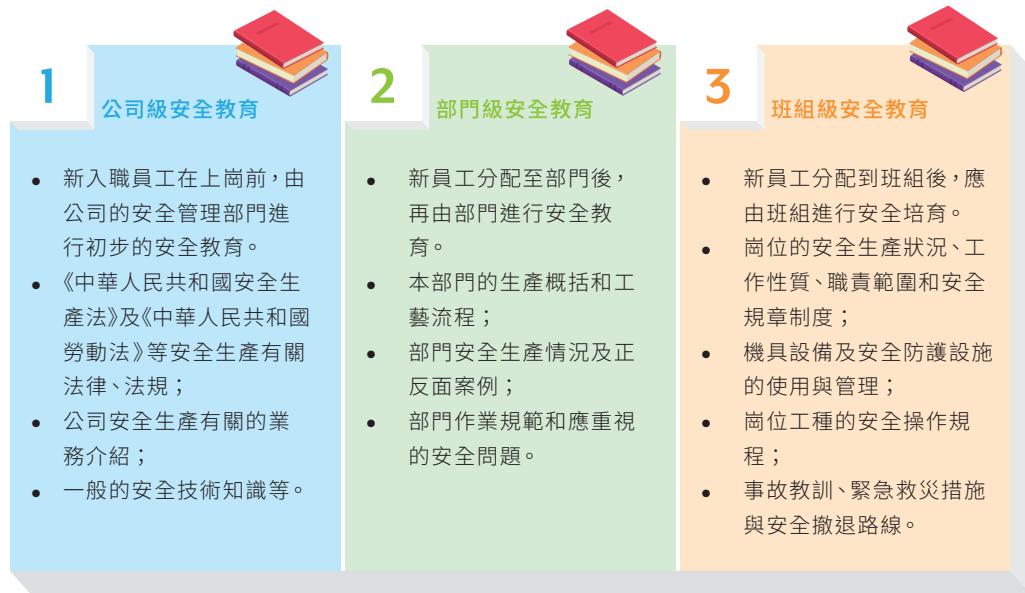 1
公司級安全教育
• 新入職員工在上崗前,由
公司的安全管理部門進
行初步的安全教育。
• 《中華人民共和國安全生
產法》及《中華人民共和國
勞動法》等安全生產有關
法律、法規;
• 公司安全生產有關的業
務介紹;
• 一般的安全技術知識等。
2
部門級安全教育
• 新員工分配至部門後,
再由部門進行安全教
育。
• 本部門的生產概括和工
藝流程;
• 部門安全生產情況及正
反面案例;
• 部門作業規範和應重視
的安全問題。
3
班組級安全教育
• 新員工分配到班組後,應
由班組進行安全培育。
• 崗位的安全生產狀況、工
作性質、職責範圍和安全
規章制度;
• 機具設備及安全防護設施
的使用與管理;
• 崗位工種的安全操作規
程;
• 事故教訓、緊急救災措施
與安全撤退路線。